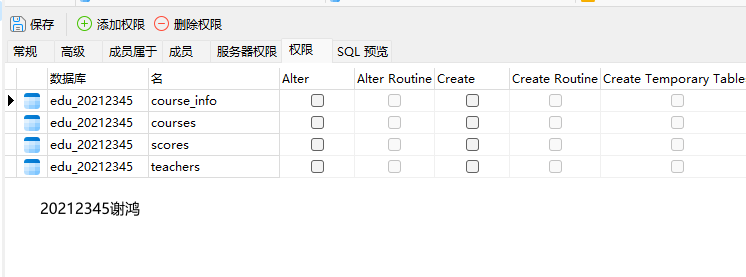 保存 添加权限 删除权限
常规 高级 成员属于 成员 服务器权限 权限 SQL 预览
数据库 名 Alter Alter Routine Create Create Routine Create Temporary Table
edu_20212345 course_info
edu_20212345 courses
edu_20212345 scores
edu_20212345 teachers
20212345谢鸿